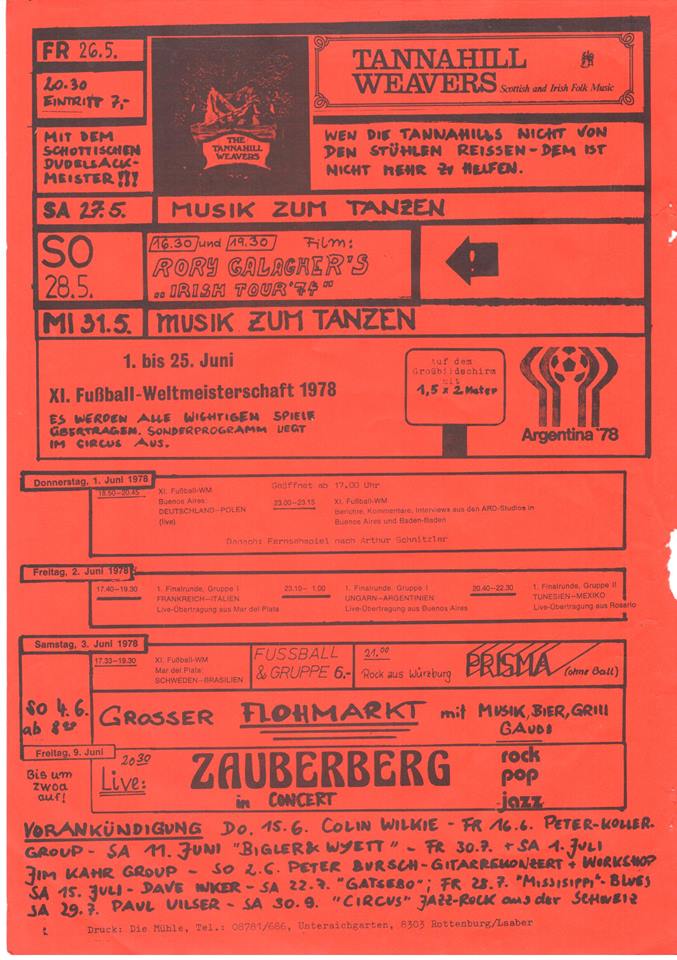 FR 26.5.
20.30
EINTRITT 7,-
MIT DEM
SCHOTTISCHEN
DUDELSACK-
MEISTER !!!
THE
TANNAHILL
WEAVERS
TANNAHILL
WEAVERS Scottish and Irish Folk Music
WEN DIE TANNAHILLS NICHT VON
DEN STÜHLEN REISSEN - DEM IST
NICHT MEHR ZU HELFEN.
SA 27.5. MUSIK ZUM TANZEN
SO
28.5.
16.30 und 19.30 Film:
RORY GALAGHER'S
"IRISH TOUR '74"
!
MI 31.5. MUSIK ZUM TANZEN
1. bis 25. Juni
XI. Fußball-Weltmeisterschaft 1978
ES WERDEN ALLE WICHTIGEN SPIELE
ÜBERTRAGEN. SONDERPROGRAMM LIEGT
IM CIRCUS AUS.
Auf dem
Großbildschirm
mit
1,5 x 2 Meter
Argentina '78
Donnerstag, 1. Juni 1978
Geöffnet ab 17.00 Uhr
18.50-20.45 XI. Fußball-WM
Buenos Aires:
DEUTSCHLAND-POLEN
(live)
23.00-23.15 XI. Fußball-WM
Berichte, Kommentare, Interviews aus den ARD-Studios in
Buenos Aires und Baden-Baden
Danach: Fernsehspiel nach Arthur Schnitzler
Freitag, 2. Juni 1978
17.40-19.30 1. Finalrunde, Gruppe I
FRANKREICH-ITALIEN
Live-Übertragung aus Mar del Plata
23.10- 1.00 1. Finalrunde, Gruppe I
UNGARN-ARGENTINIEN
Live-Übertragung aus Buenos Aires
20.40-22.30 1. Finalrunde, Gruppe II
TUNESIEN-MEXIKO
Live-Übertragung aus Rosario
Samstag, 3. Juni 1978
17.33-19.30 XI. Fußball-WM
Mar del Plata:
SCHWEDEN-BRASILIEN
FUSSBALL
& GRUPPE 6.-
21.00
Rock aus Würzburg PRISMA (ohne Ball)
SO 4.6.
ab 8 00
GROSSER FLOHMARKT mit MUSIK, BIER, GRILL
GAUDI
Freitag, 9. Juni
Bis um
zwoa
auf!
20 30
Live:
ZAUBERBERG
in CONCERT
rock
pop
jazz
VORANKÜNDIGUNG DO. 15.6. COLIN WILKIE - FR 16.6. PETER-KOLLER-
GROUP - SA 17. JUNI "BIGLER & WYETT" - FR 30.7. + SA 1. JULI
JIM KAHR GROUP - SO 2.6. PETER BURSCH - GITARREKONZERT + WORKSHOP
SA 15. JULI - DAVE INKER - SA 22.7. "GATSEBO"; FR 28.7. "MISSISIPPI"- BLUES
SA 29.7. PAUL VILSER - SA 30.9. "CIRCUS" JAZZ-ROCK aus der SCHWEIZ
Druck: Die Mühle, Tel.: 08781/686, Unteraichgarten, 8303 Rottenburg/Laaber